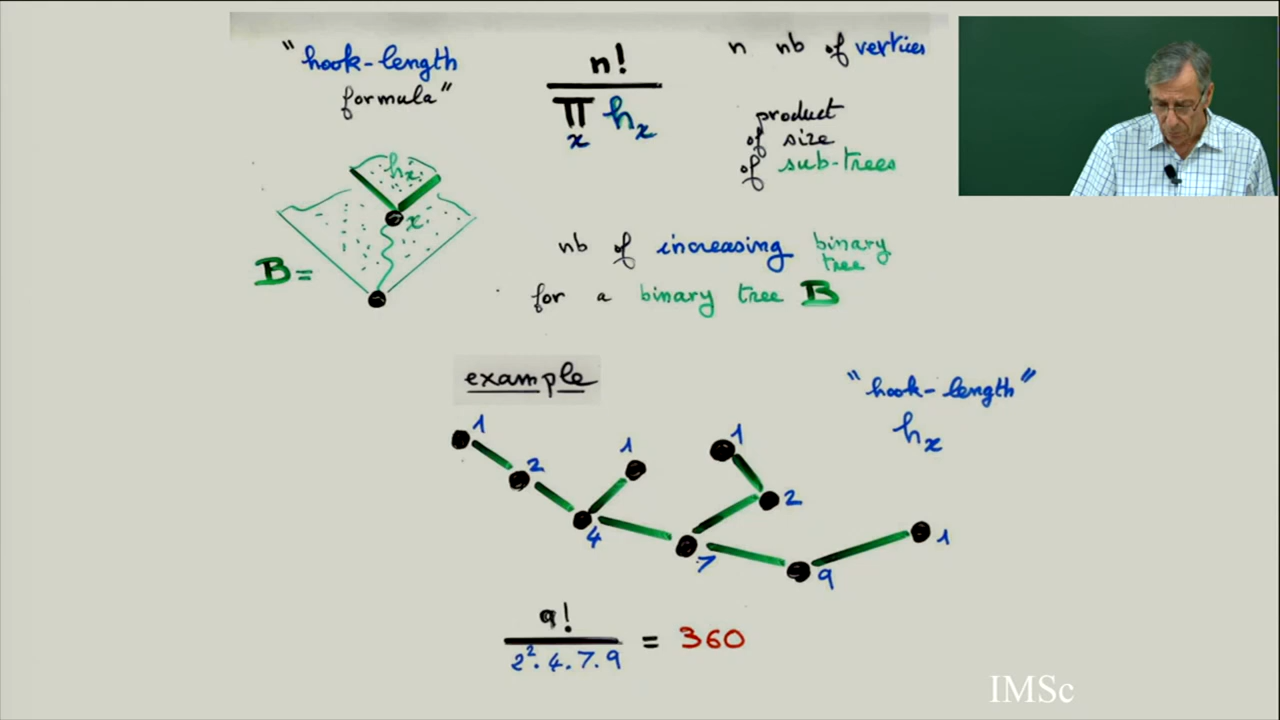 "hook-length
formula"
n!
∏ hₓ
x
n nb of vertices
product
of size
of sub-trees
hₓ
x
B =
nb of increasing binary
tree
for a binary tree B
example
"hook-length"
hₓ
1
2
1
4
1
2
7
9
1
9!
2². 4. 7. 9
= 360
IMSc